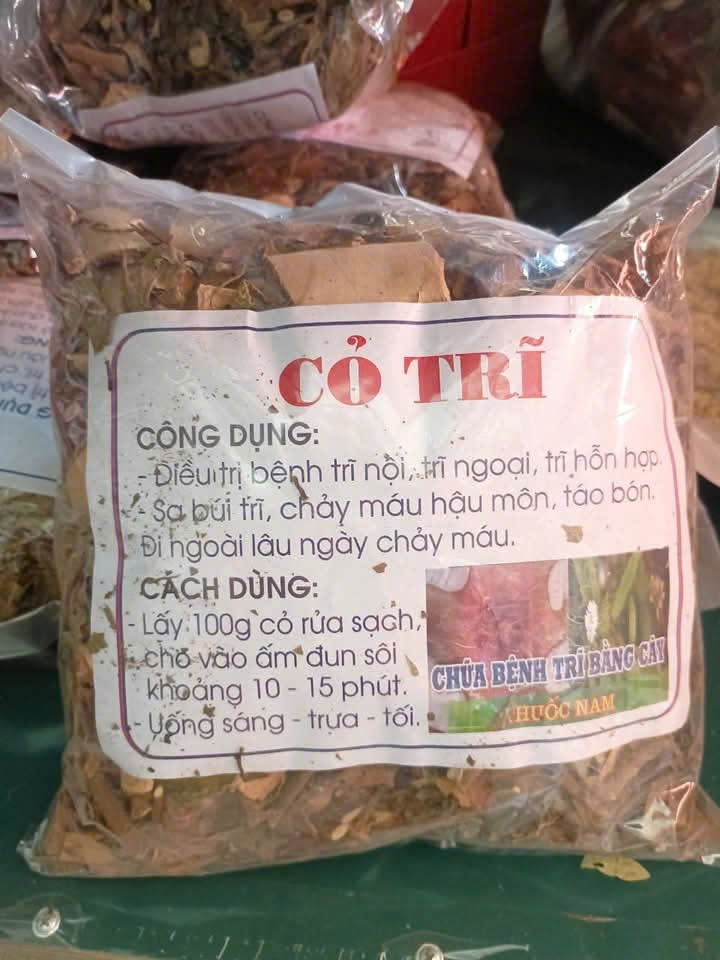 CỎ TRĨ
CÔNG DỤNG:
- Điều trị bệnh trĩ nội, trĩ ngoại, trĩ hỗn hợp.
- Sa búi trĩ, chảy máu hậu môn, táo bón.
Đi ngoài lâu ngày chảy máu.
CÁCH DÙNG:
- Lấy 100g cỏ rửa sạch,
cho vào ấm đun sôi
khoảng 10 - 15 phút.
- Uống sáng - trưa - tối.
CHỮA BỆNH TRĨ BẰNG CÂY
THUỐC NAM